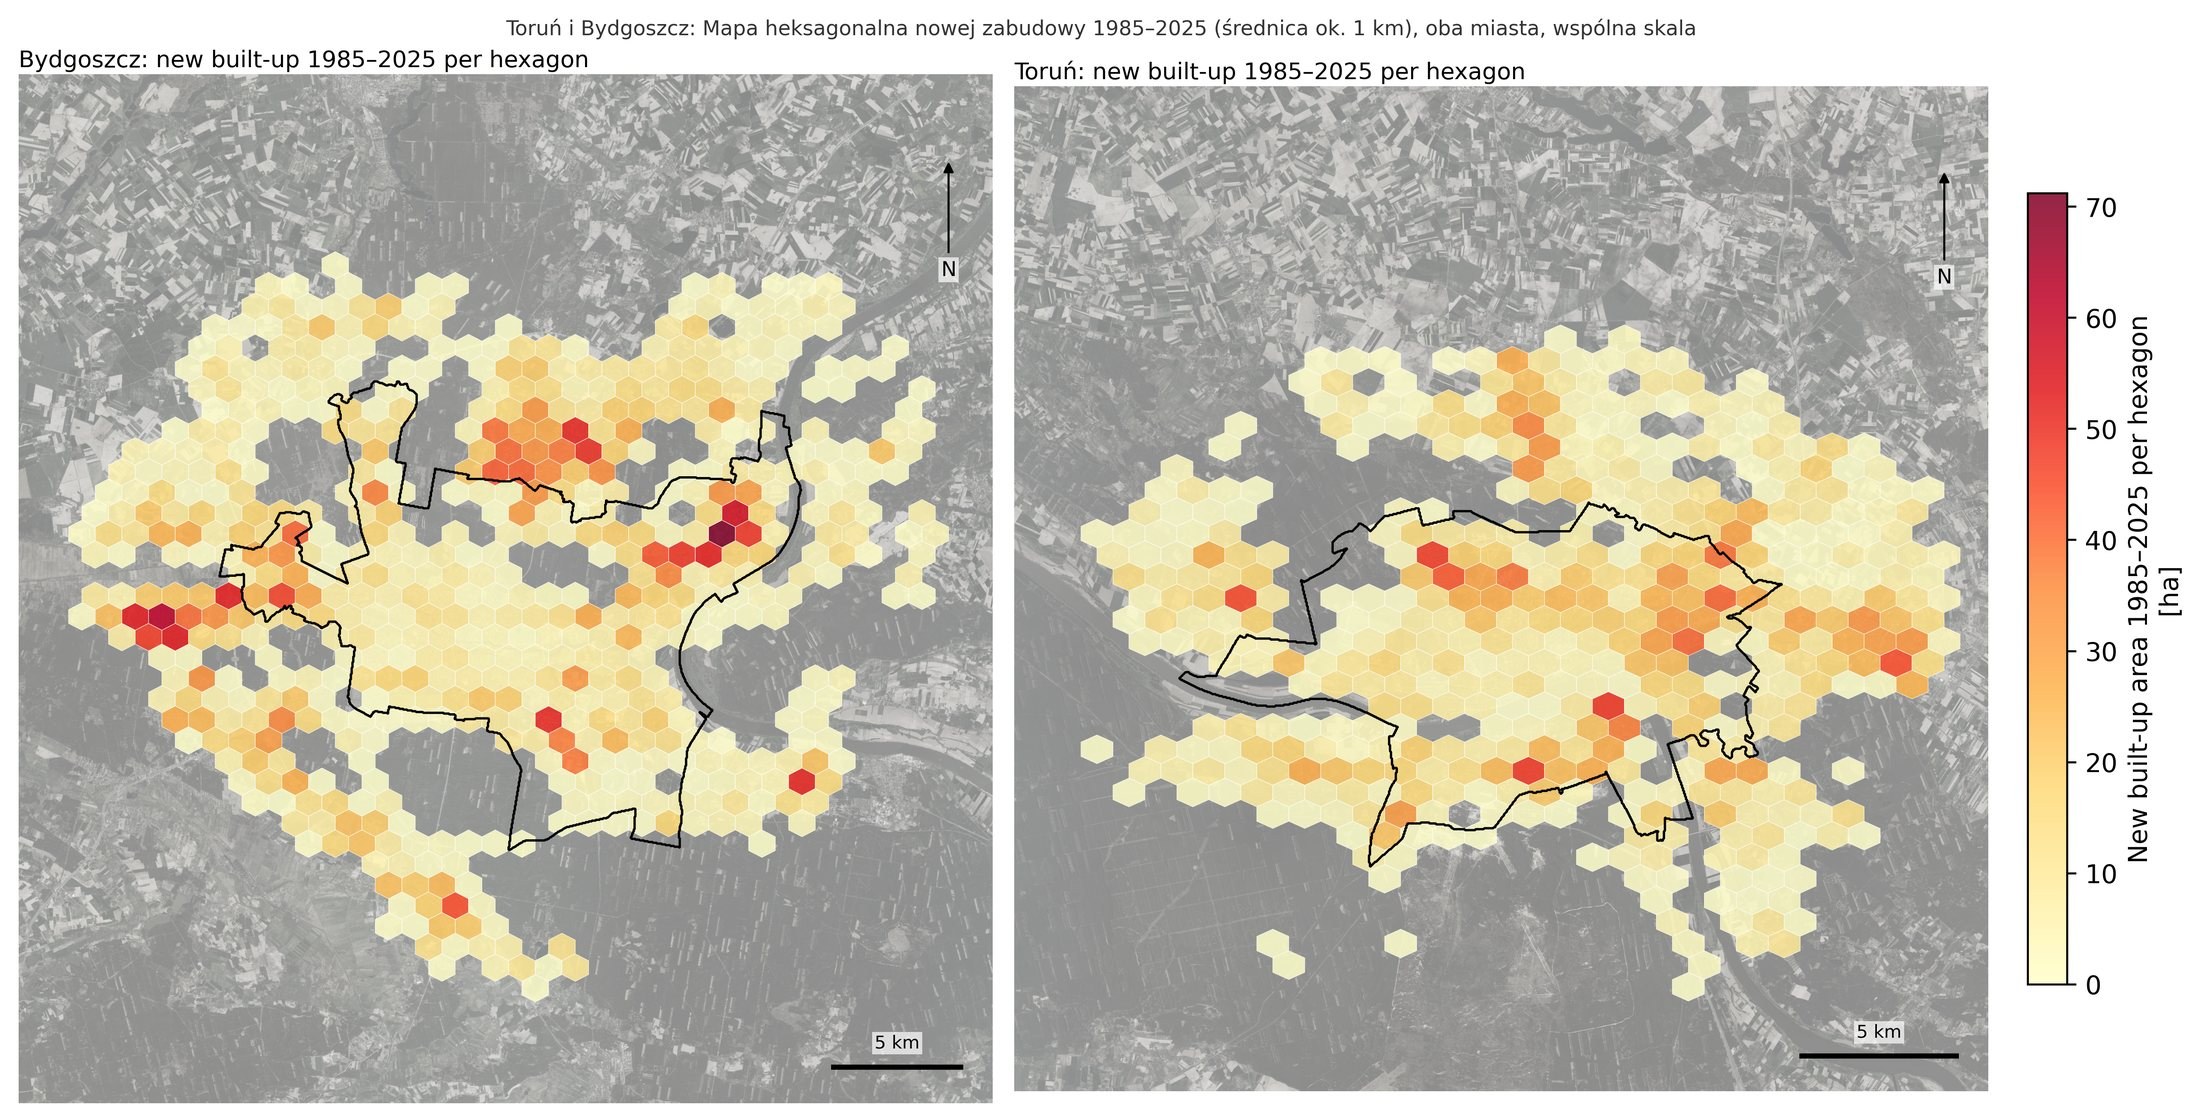 Toruń i Bydgoszcz: Mapa heksagonalna nowej zabudowy 1985–2025 (średnica ok. 1 km), oba miasta, wspólna skala
Bydgoszcz: new built-up 1985–2025 per hexagon
Toruń: new built-up 1985–2025 per hexagon
N
5 km
N
5 km
70
60
50
40
30
20
10
0
New built-up area 1985–2025 per hexagon
[ha]